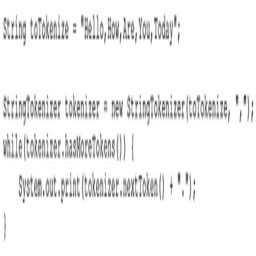 String toTokenize = "Hello,How,Are,You,Today";
StringTokenizer tokenizer = new StringTokenizer(toTokenize, ",");
while(tokenizer.hasMoreTokens()) {
System.out.print(tokenizer.nextToken() + ".");
}